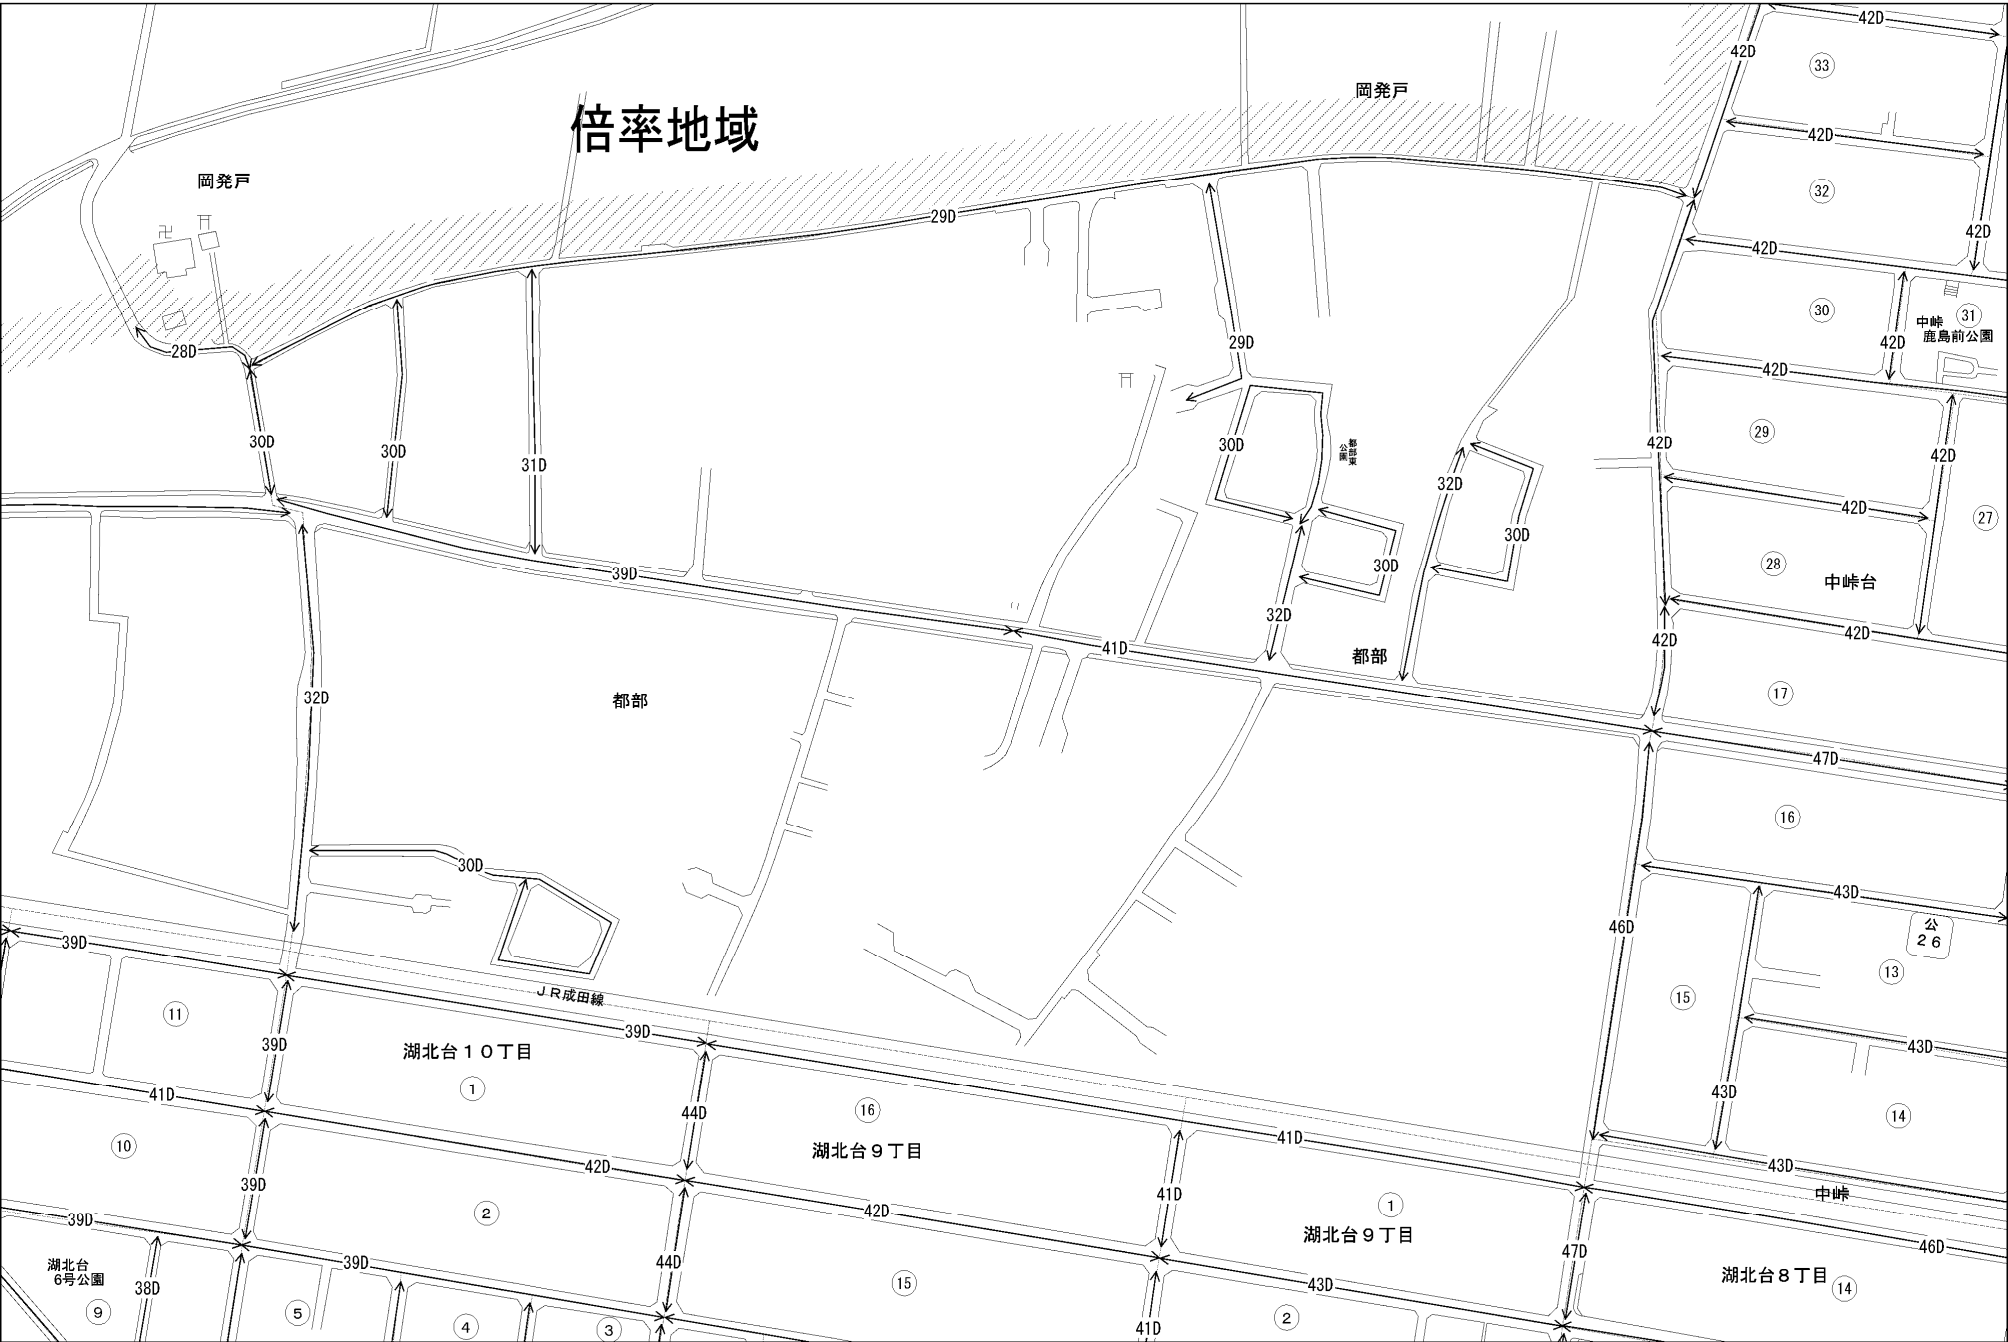 42D
42D
33
岡発戸
倍率地域
42D
岡発戸
32
29D
42D
42D
30
31
中峠
鹿島前公園
29D
42D
28D
42D
29
30D
30D
31D
30D
都部東
公園
42D
42D
32D
42D
27
30D
30D
28
39D
中峠台
32D
42D
42D
41D
都部
32D
都部
17
47D
16
30D
43D
46D
公
26
39D
13
JR成田線
15
11
39D
39D
湖北台10丁目
43D
1
41D
44D
16
43D
14
10
湖北台9丁目
41D
42D
43D
39D
41D
中峠
39D
2
42D
1
湖北台9丁目
47D
46D
39D
44D
湖北台
6号公園
38D
15
43D
湖北台8丁目
14
9
5
4
3
41D
2